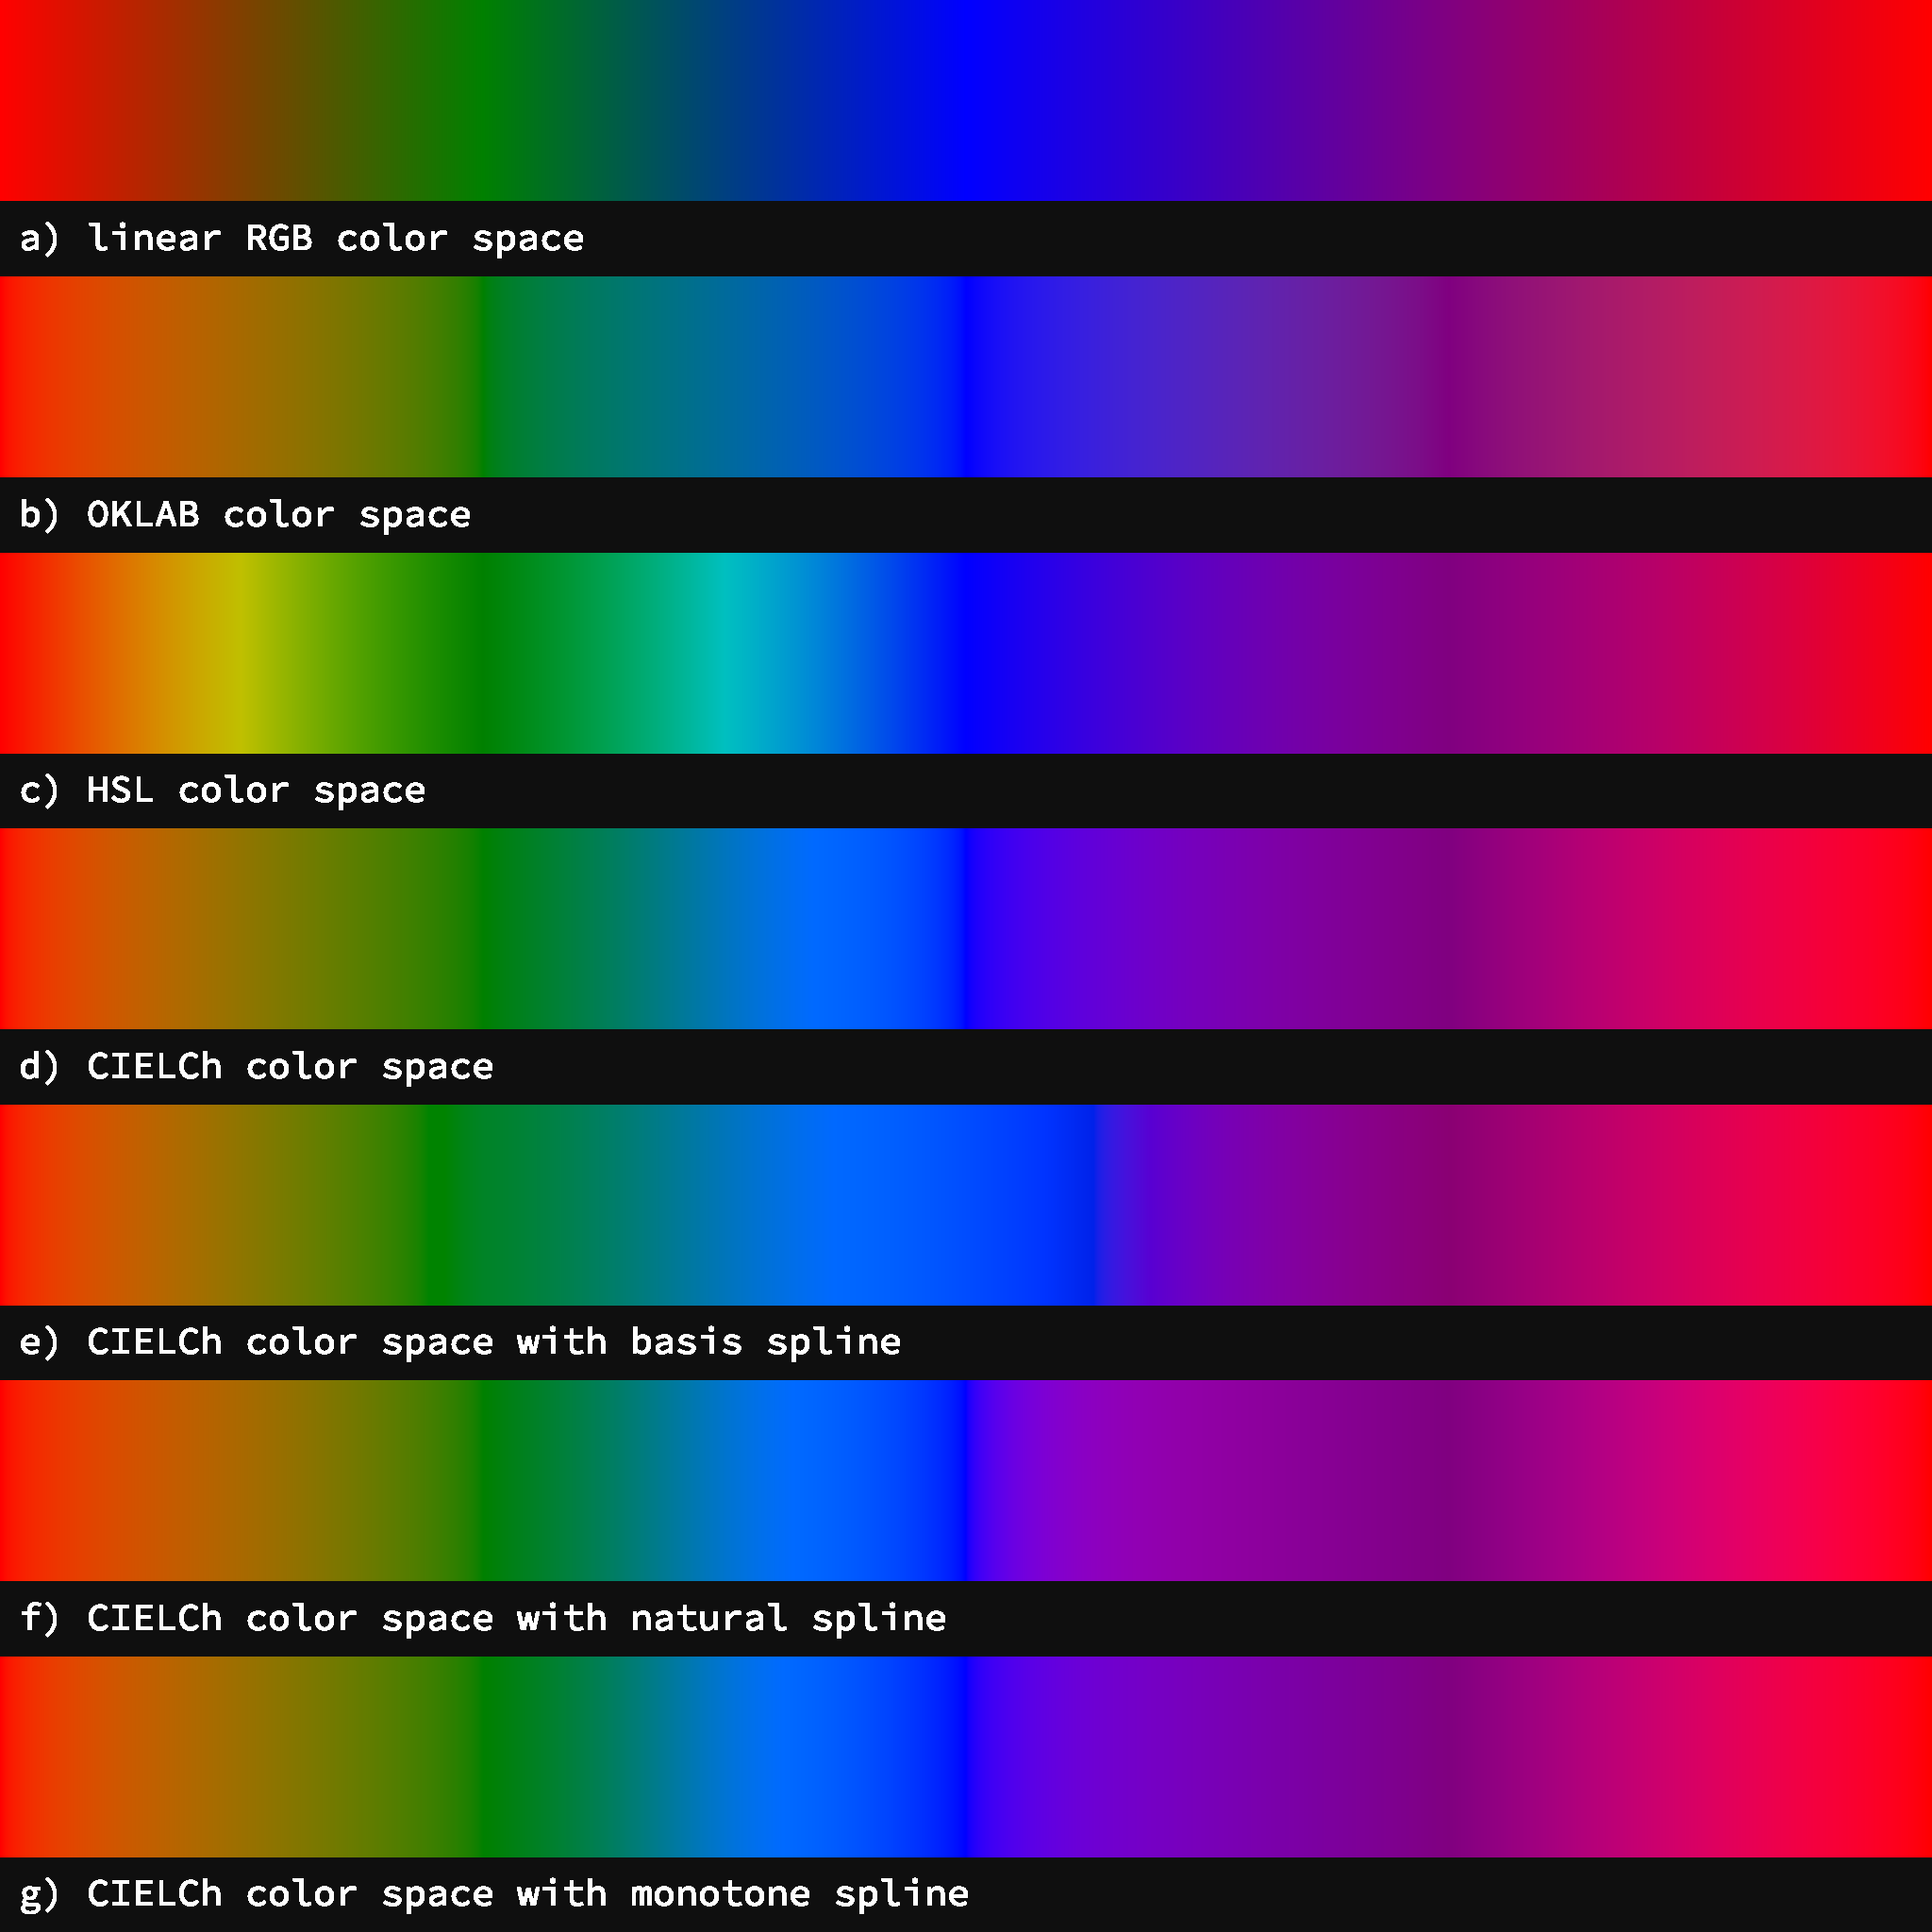 a) linear RGB color space
b) OKLAB color space
c) HSL color space
d) CIELCh color space
e) CIELCh color space with basis spline
f) CIELCh color space with natural spline
g) CIELCh color space with monotone spline